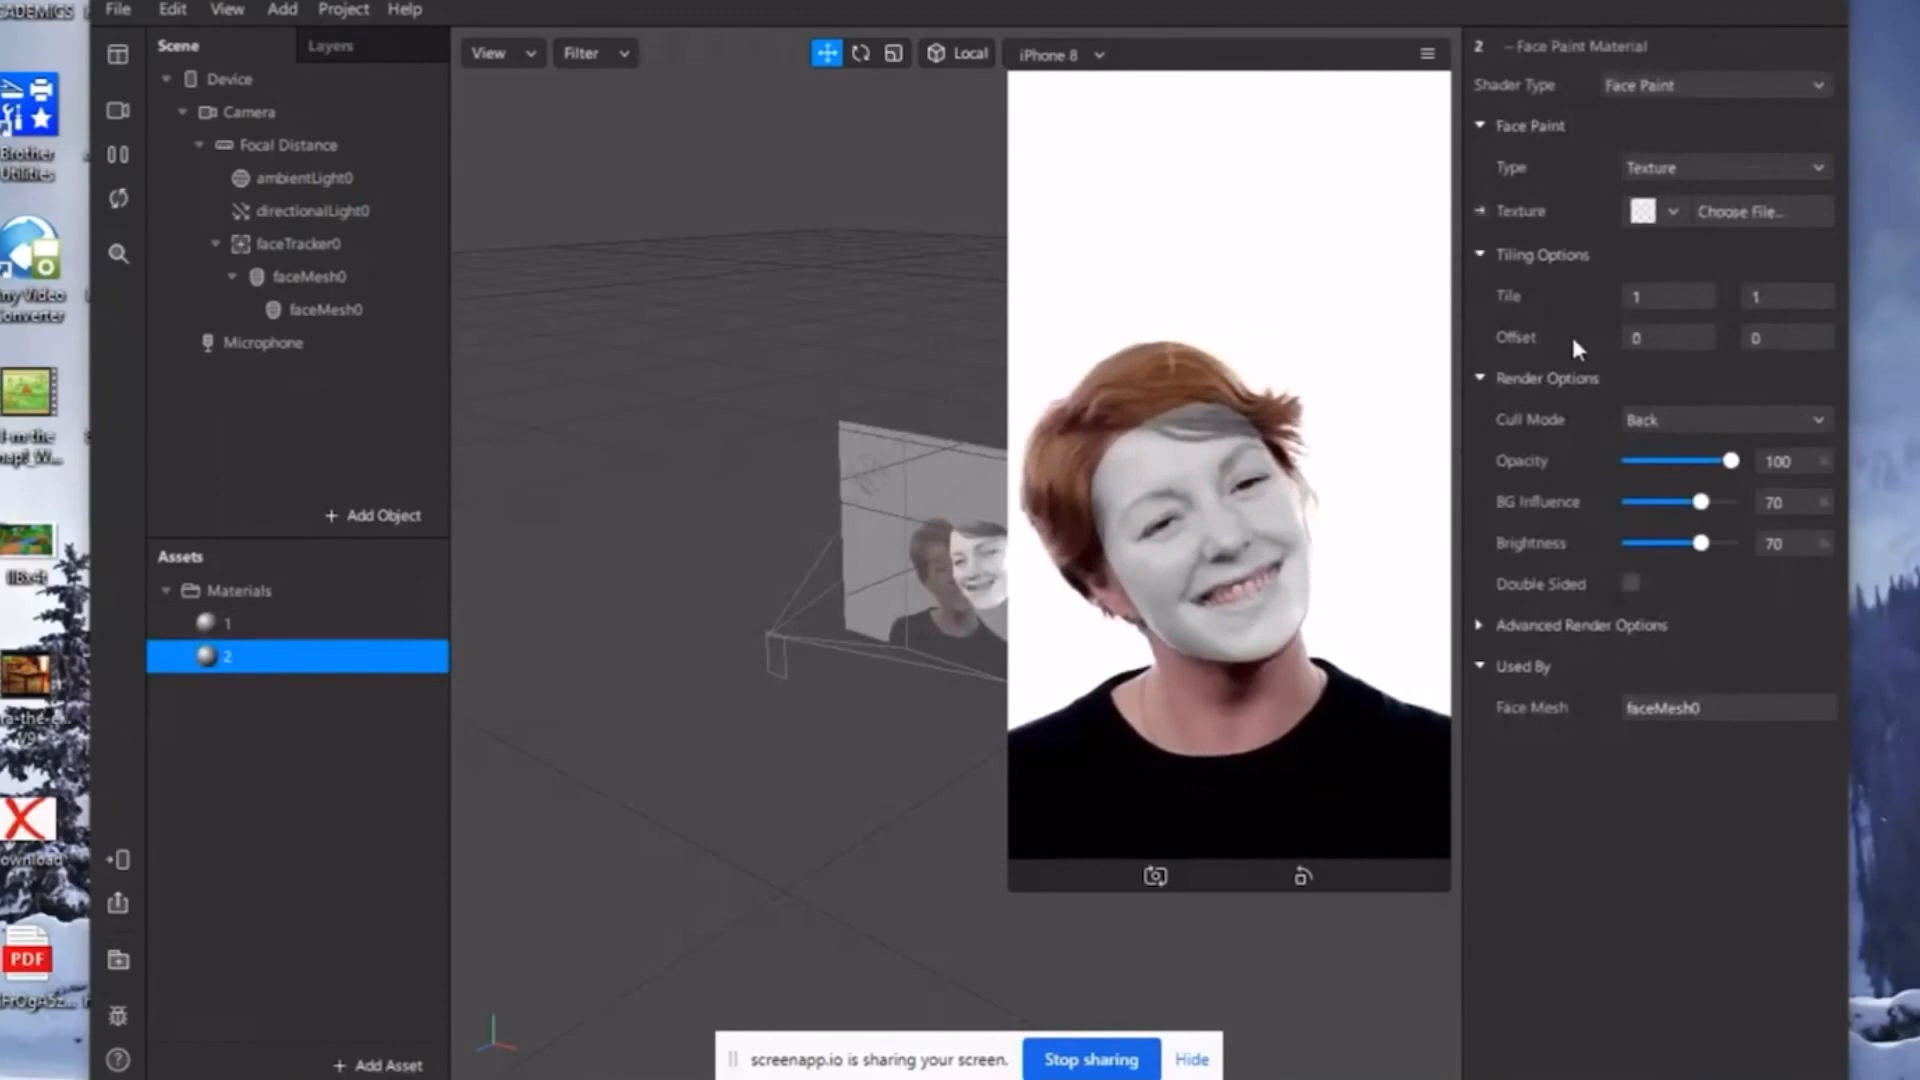 File Edit View Add Project Help
Scene
Layers
Device
Camera
Focal Distance
ambientLight0
directionalLight0
faceTracker0
faceMesh0
faceMesh0
Microphone
+ Add Object
Assets
Materials
1
2
+ Add Asset
View
Filter
Local
iPhone 8
2 – Face Paint Material
Shader Type Face Paint
Face Paint
Type Texture
Texture Choose File...
Tiling Options
Tile 1 1
Offset 0 0
Render Options
Cull Mode Back
Opacity 100 %
BG Influence 70 %
Brightness 70 %
Double Sided
Advanced Render Options
Used By
Face Mesh faceMesh0
screenapp.io is sharing your screen. Stop sharing Hide
CADEMICS
Brother
Utilities
ny Video
onverter
PDF